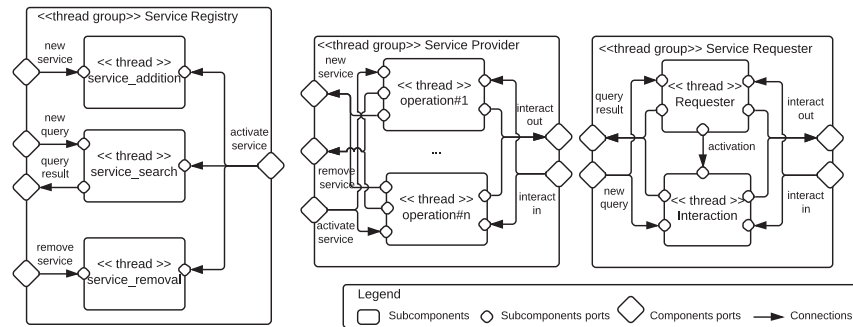 <<thread group>> Service Registry
new
service
<< thread >>
service_addition
new
query
query
result
<< thread >>
service_search
activate
service
remove
service
<< thread >>
service_removal
<<thread group>> Service Provider
new
service
<< thread >>
operation#1
interact
out
...
remove
service
<< thread >>
operation#n
interact
in
activate
service
<<thread group>> Service Requester
<< thread >>
Requester
query
result
interact
out
activation
new
query
<< thread >>
Interaction
interact
in
Legend
Subcomponents
Subcomponents ports
Components ports
Connections